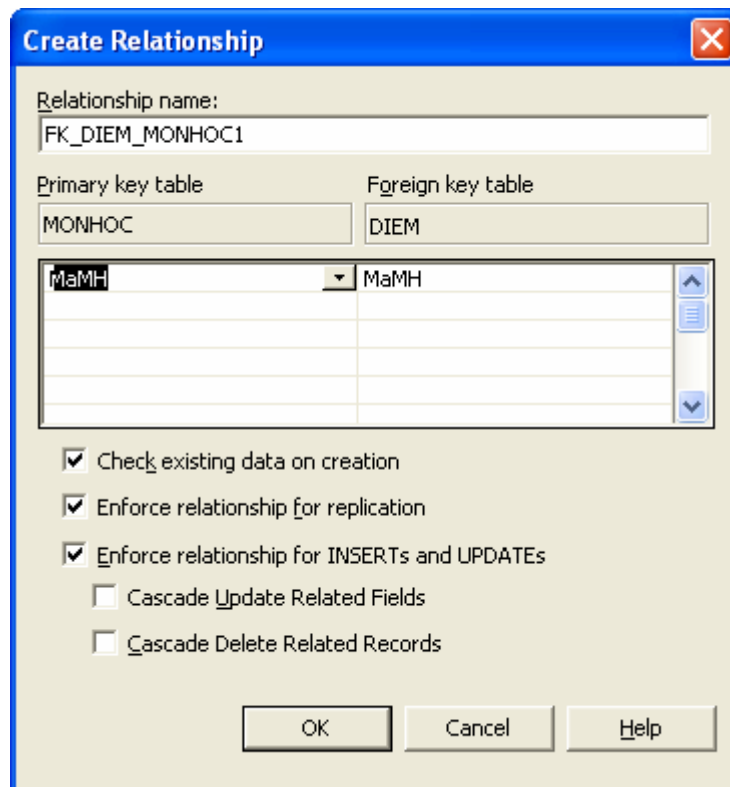 Create Relationship
Relationship name:
FK_DIEM_MONHOC1
Primary key table Foreign key table
MONHOC DIEM
MaMH MaMH
Check existing data on creation
Enforce relationship for replication
Enforce relationship for INSERTs and UPDATEs
Cascade Update Related Fields
Cascade Delete Related Records
OK Cancel Help